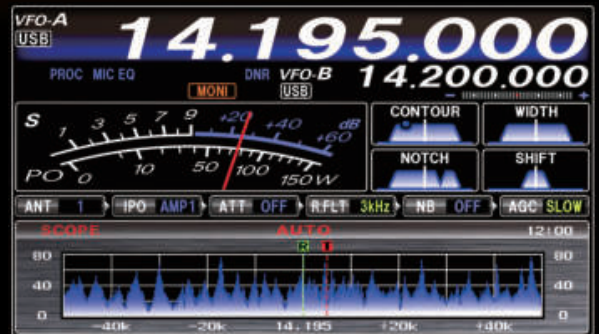 VFO-A 14.195.000
USB
PROC MIC EQ DNR VFO-B 14.200.000
MONI USB
- +
S 1 3 5 7 9 +20 +40 +60 dB
PO 0 10 50 100 150 W
CONTOUR WIDTH
NOTCH SHIFT
ANT 1 IPO AMP1 ATT OFF R.FLT 3kHz NB OFF AGC SLOW
SCOPE AUTO 12:00
R T
80 80
40 40
0 0
-40k -20k 14.195 +20k +40k